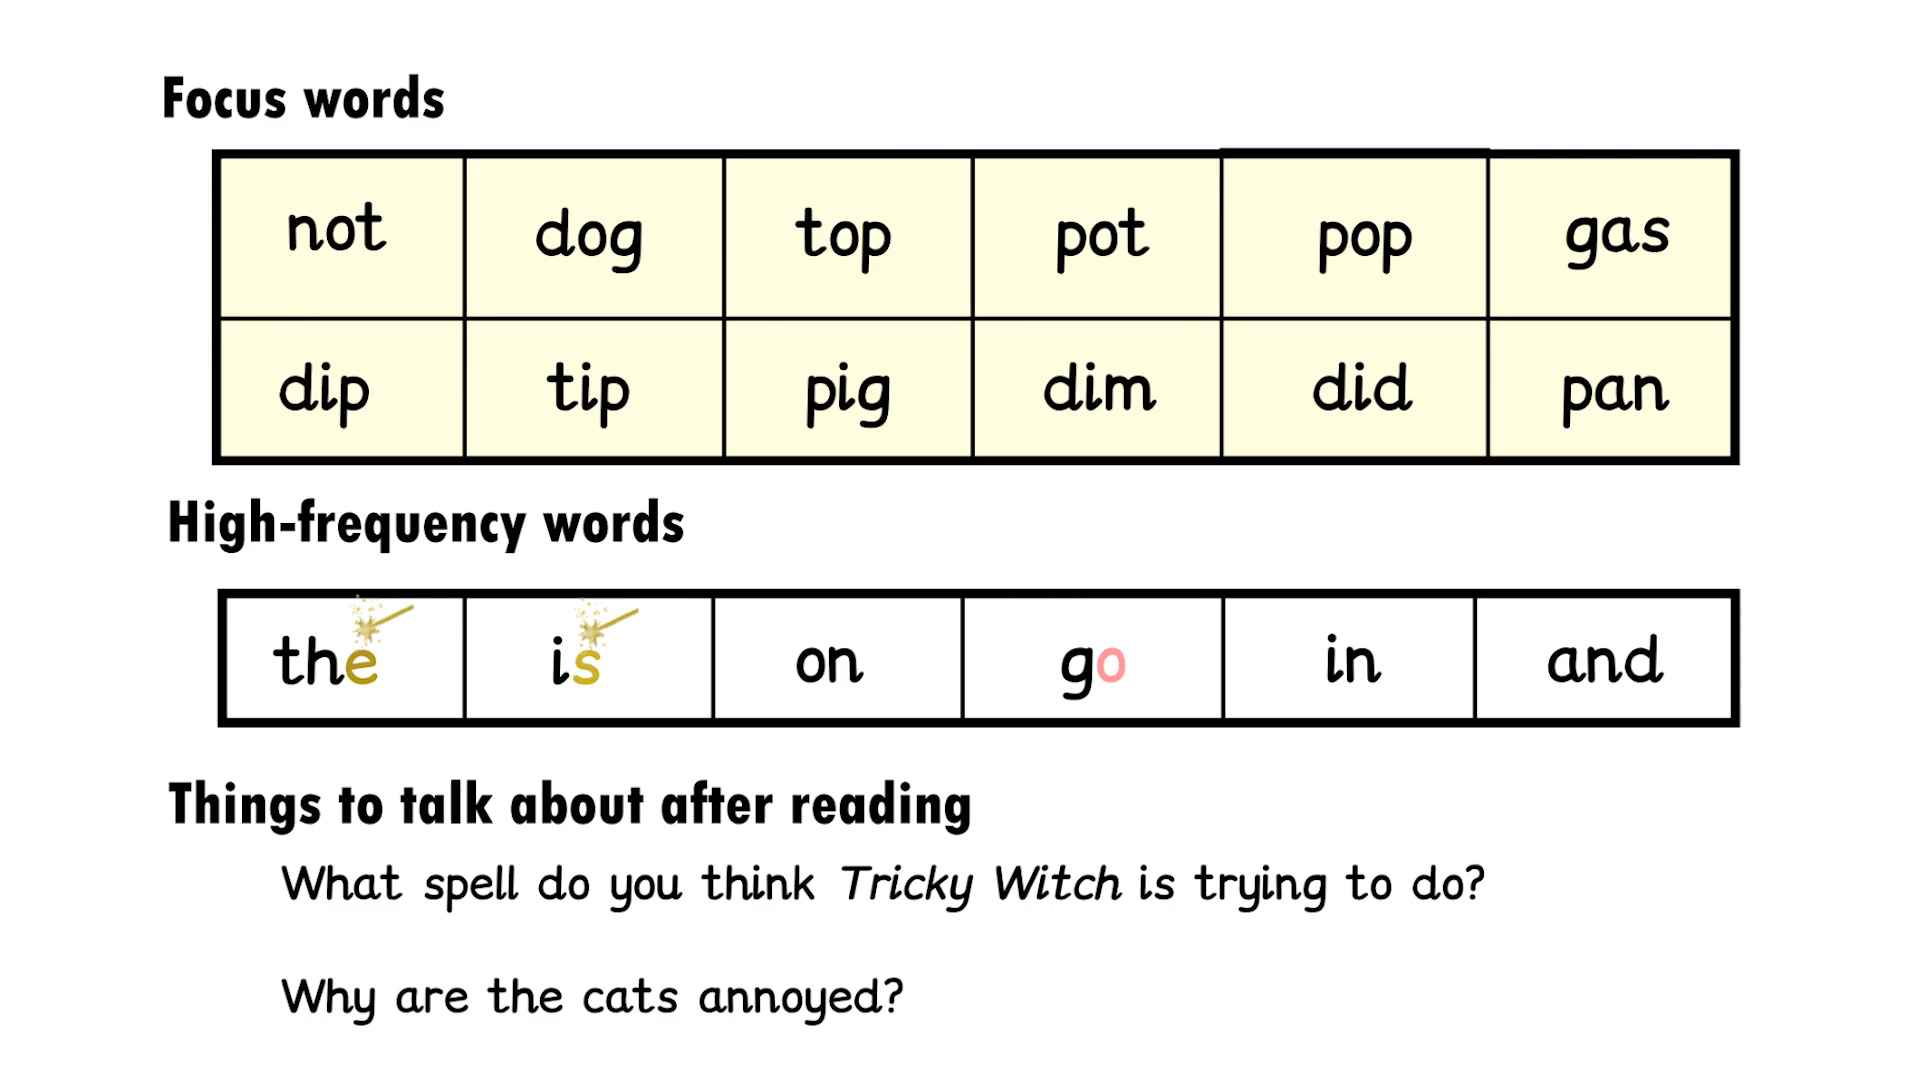 Focus words
not dog top pot pop gas
dip tip pig dim did pan
High-frequency words
the is on go in and
Things to talk about after reading
What spell do you think Tricky Witch is trying to do?
Why are the cats annoyed?